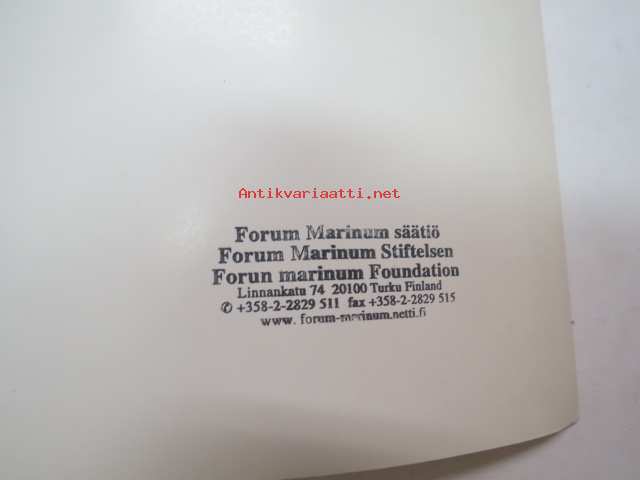 Antikvariaatti.net
Forum Marinum säätiö
Forum Marinum Stiftelsen
Forun marinum Foundation
Linnankatu 74 20100 Turku Finland
✆ +358-2-2829 511 fax +358-2-2829 515
www. forum-marinum.netti.fi